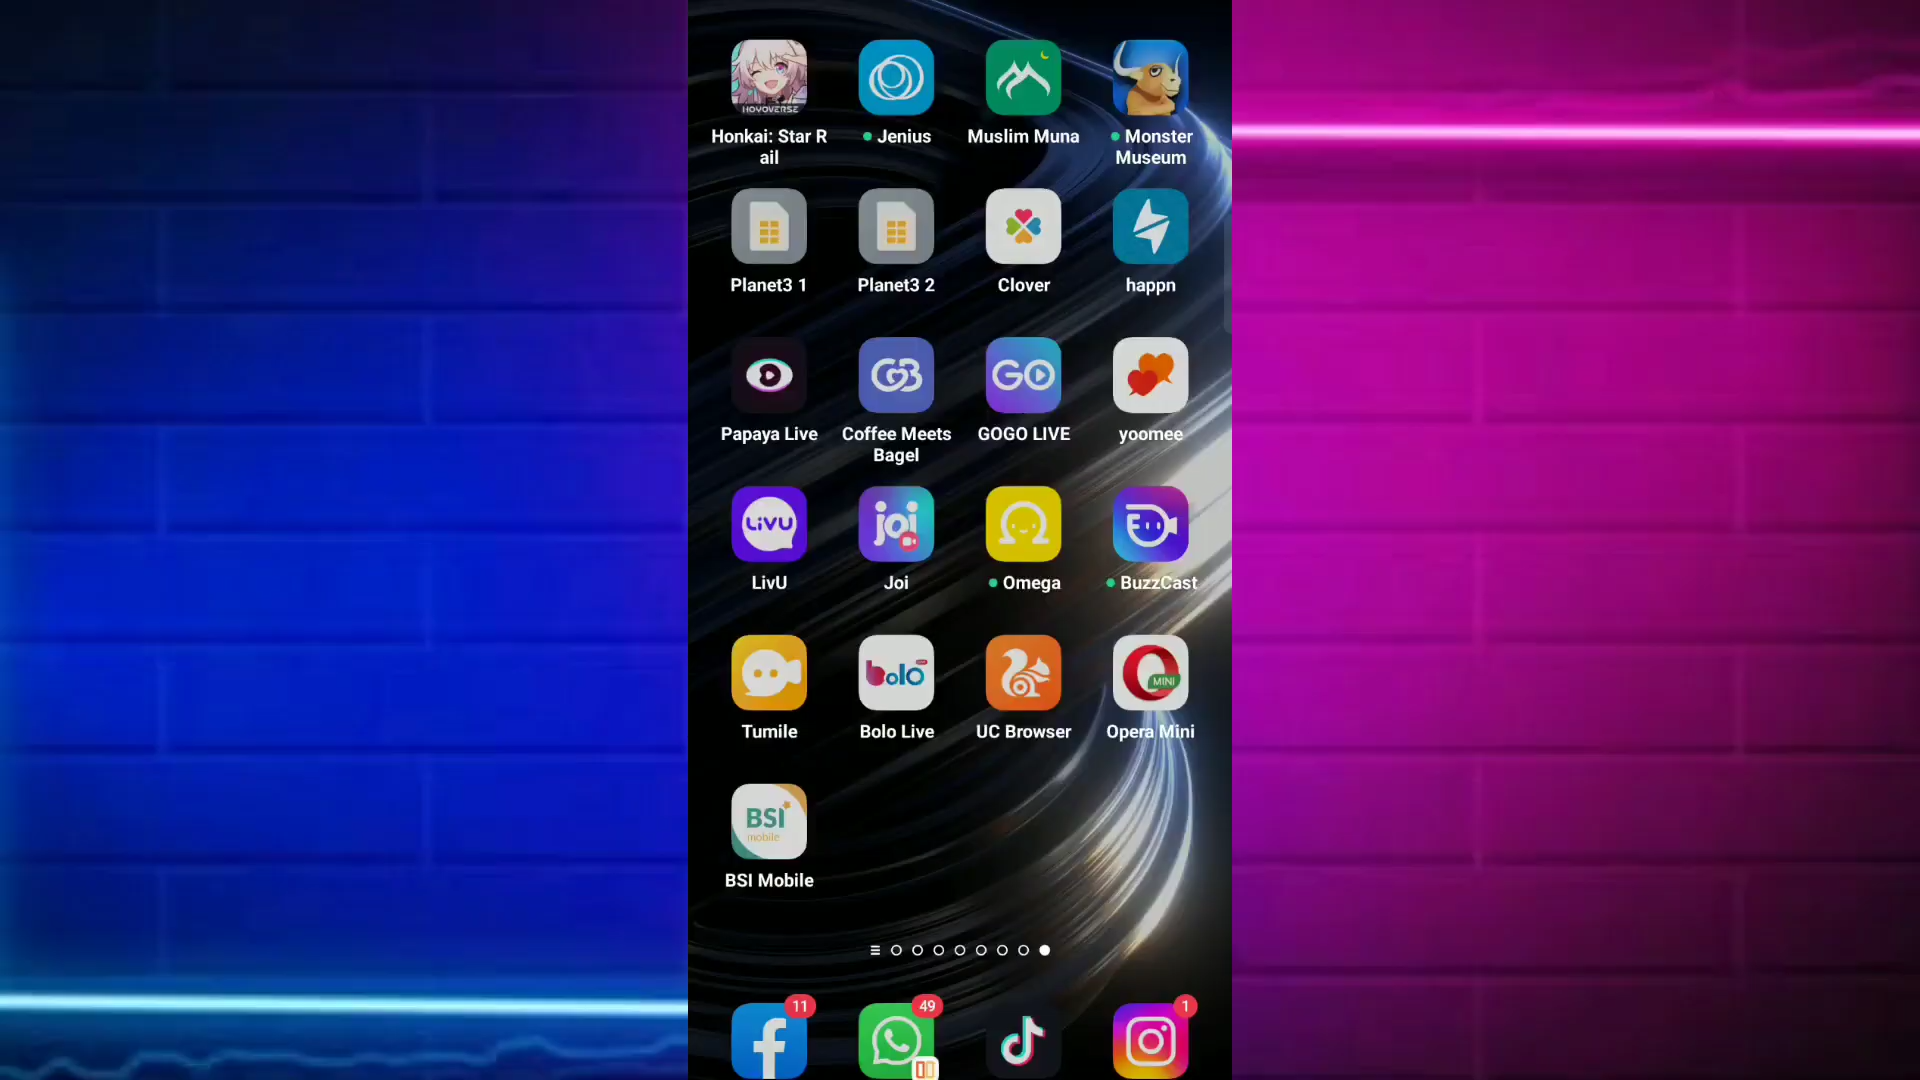 HOYOVERSE
Honkai: Star R
ail
Jenius
Muslim Muna
Monster
Museum
Planet3 1
Planet3 2
Clover
happn
CB
GO
Papaya Live
Coffee Meets
Bagel
GOGO LIVE
yoomee
LivU
joi
LivU
Joi
Omega
BuzzCast
bolo
MINI
Tumile
Bolo Live
UC Browser
Opera Mini
BSI
mobile
BSI Mobile
11
49
1